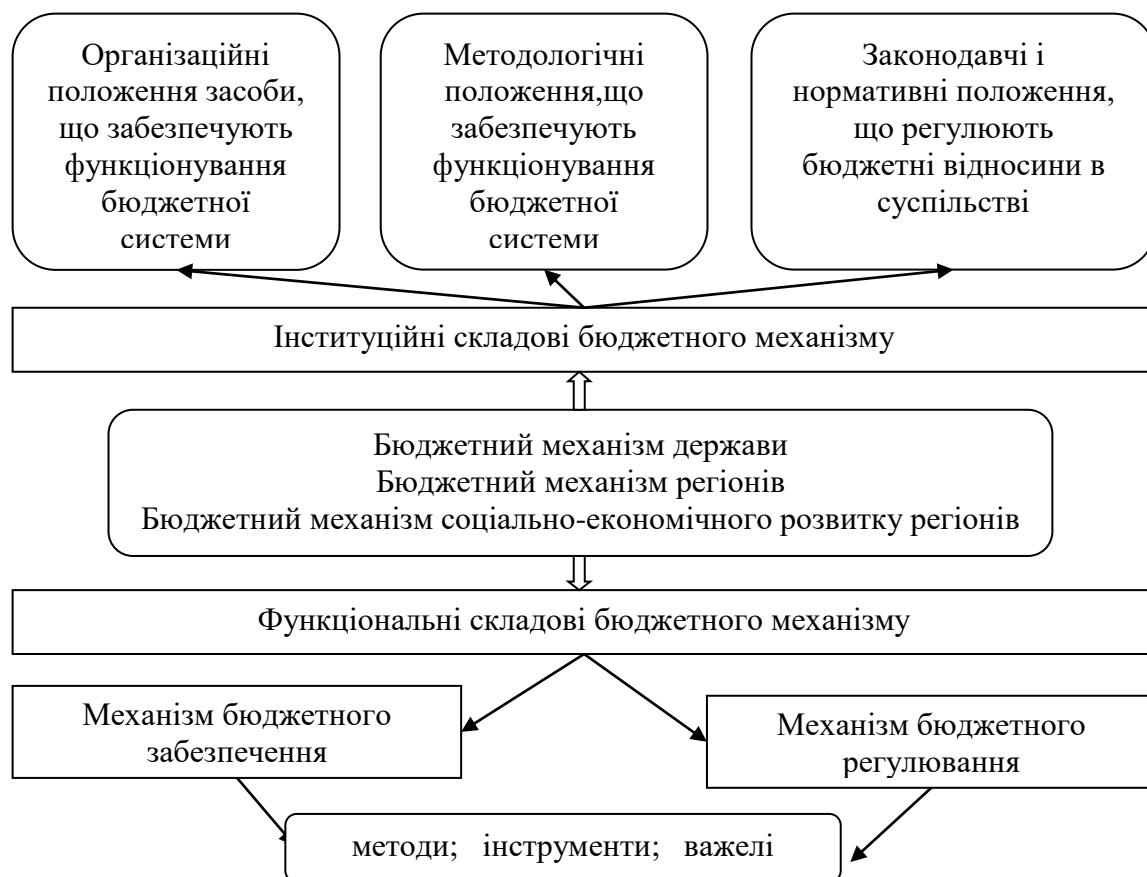 Організаційні
положення засоби,
що забезпечують
функціонування
бюджетної
системи
Методологічні
положення,що
забезпечують
функціонування
бюджетної
системи
Законодавчі і
нормативні положення,
що регулюють
бюджетні відносини в
суспільстві
Інституційні складові бюджетного механізму
Бюджетний механізм держави
Бюджетний механізм регіонів
Бюджетний механізм соціально-економічного розвитку регіонів
Функціональні складові бюджетного механізму
Механізм бюджетного
забезпечення
Механізм бюджетного
регулювання
методи; інструменти; важелі